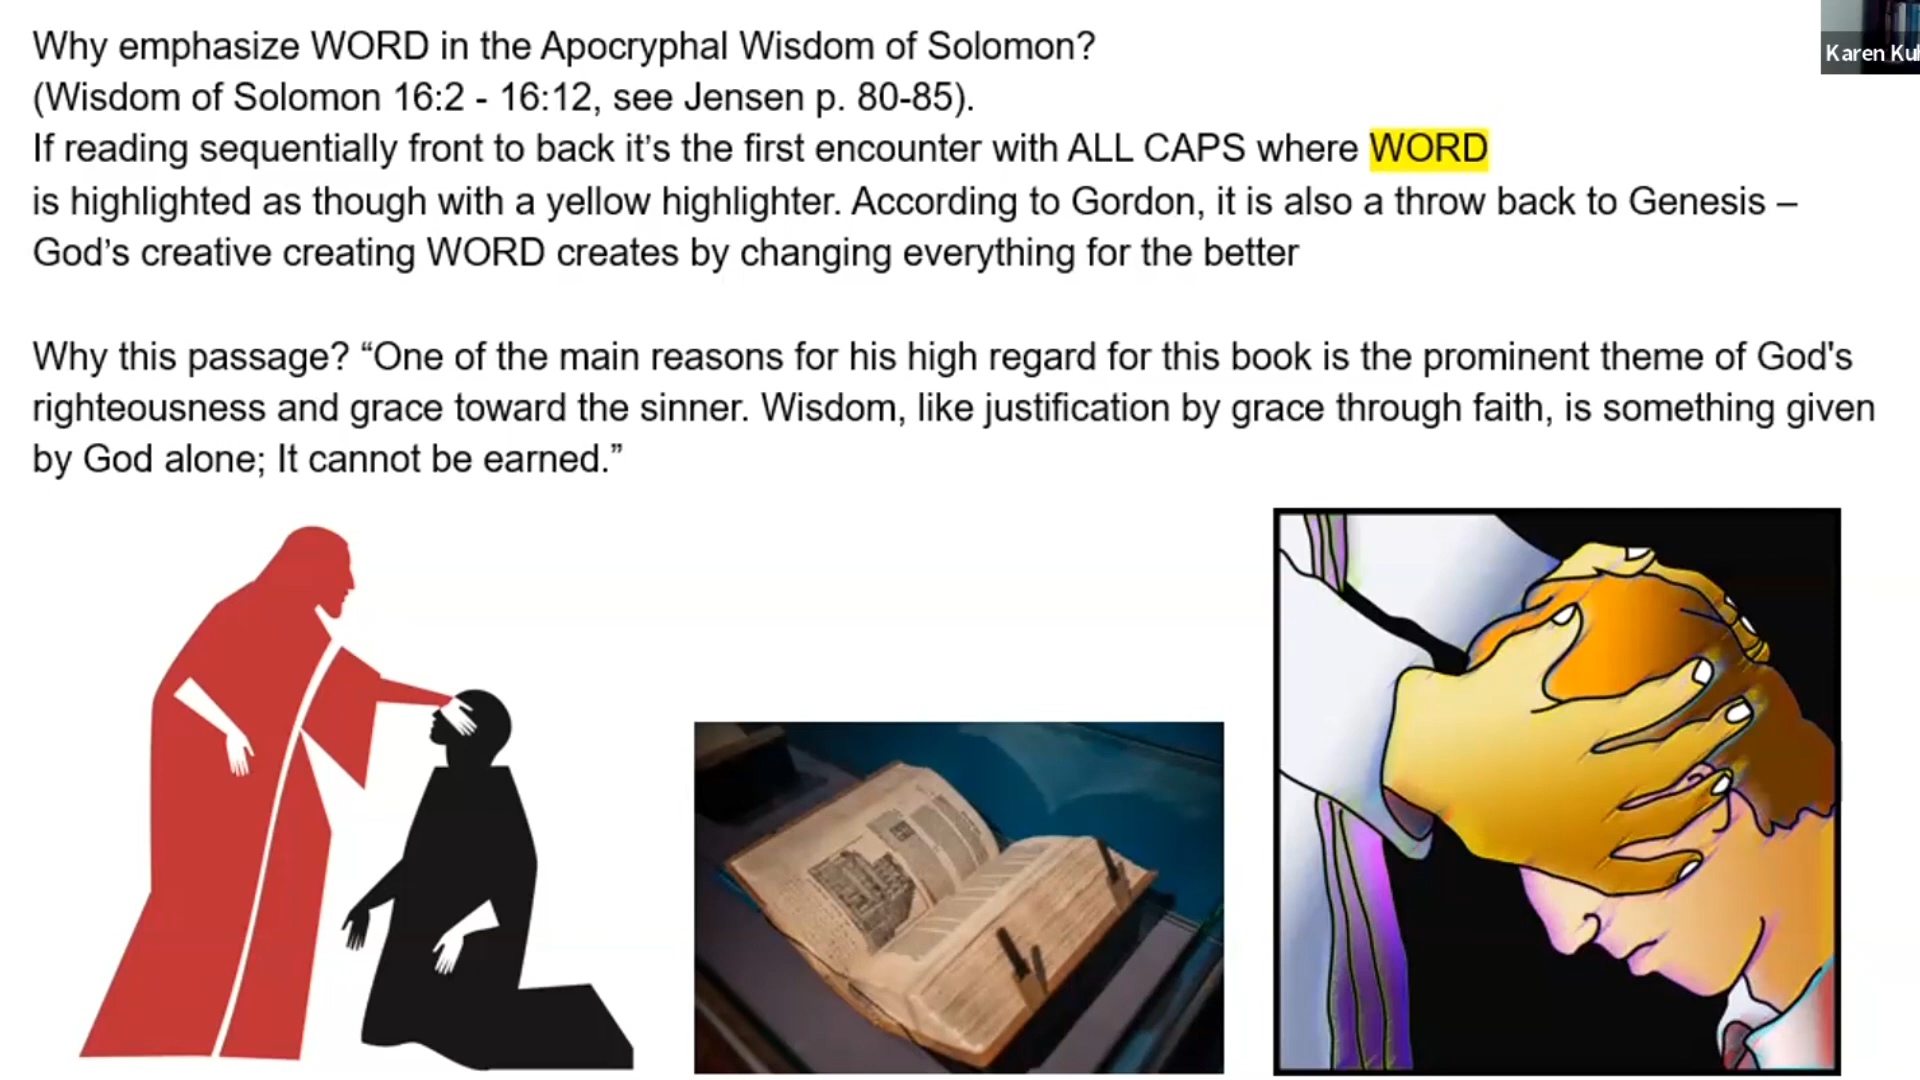 Why emphasize WORD in the Apocryphal Wisdom of Solomon?
(Wisdom of Solomon 16:2 - 16:12, see Jensen p. 80-85).
If reading sequentially front to back it's the first encounter with ALL CAPS where WORD
is highlighted as though with a yellow highlighter. According to Gordon, it is also a throw back to Genesis –
God's creative creating WORD creates by changing everything for the better
Why this passage? “One of the main reasons for his high regard for this book is the prominent theme of God's
righteousness and grace toward the sinner. Wisdom, like justification by grace through faith, is something given
by God alone; It cannot be earned.”
Karen